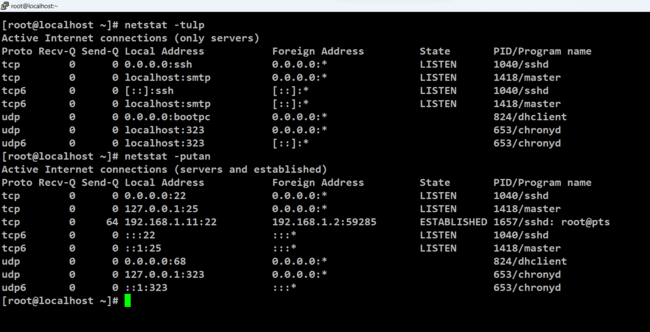 root@localhost:~
[root@localhost ~]# netstat -tulp
Active Internet connections (only servers)
Proto Recv-Q Send-Q Local Address Foreign Address State PID/Program name
tcp 0 0 0.0.0.0:ssh 0.0.0.0:* LISTEN 1040/sshd
tcp 0 0 localhost:smtp 0.0.0.0:* LISTEN 1418/master
tcp6 0 0 [::]:ssh [::]:* LISTEN 1040/sshd
tcp6 0 0 localhost:smtp [::]:* LISTEN 1418/master
udp 0 0 0.0.0.0:bootpc 0.0.0.0:* 824/dhclient
udp 0 0 localhost:323 0.0.0.0:* 653/chronyd
udp6 0 0 localhost:323 [::]:* 653/chronyd
[root@localhost ~]# netstat -putan
Active Internet connections (servers and established)
Proto Recv-Q Send-Q Local Address Foreign Address State PID/Program name
tcp 0 0 0.0.0.0:22 0.0.0.0:* LISTEN 1040/sshd
tcp 0 0 127.0.0.1:25 0.0.0.0:* LISTEN 1418/master
tcp 0 64 192.168.1.11:22 192.168.1.2:59285 ESTABLISHED 1657/sshd: root@pts
tcp6 0 0 :::22 :::* LISTEN 1040/sshd
tcp6 0 0 ::1:25 :::* LISTEN 1418/master
udp 0 0 0.0.0.0:68 0.0.0.0:* 824/dhclient
udp 0 0 127.0.0.1:323 0.0.0.0:* 653/chronyd
udp6 0 0 ::1:323 :::* 653/chronyd
[root@localhost ~]#